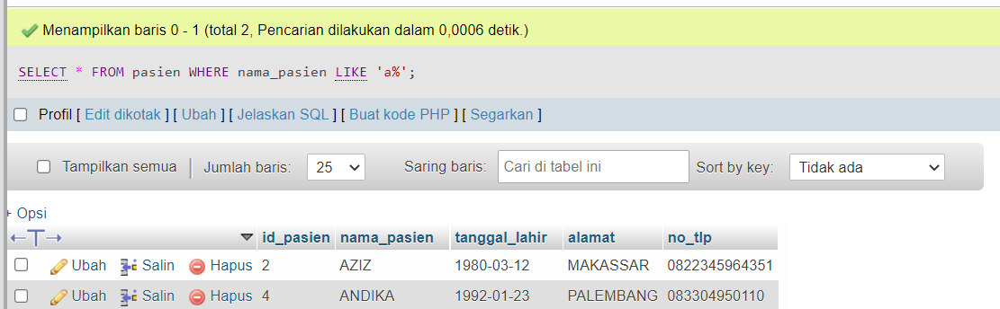 Menampilkan baris 0 - 1 (total 2, Pencarian dilakukan dalam 0,0006 detik.)
SELECT * FROM pasien WHERE nama_pasien LIKE 'a%';
Profil [ Edit dikotak ] [ Ubah ] [ Jelaskan SQL ] [ Buat kode PHP ] [ Segarkan ]
Tampilkan semua Jumlah baris: 25 Saring baris: Cari di tabel ini Sort by key: Tidak ada
+ Opsi
←T→ id_pasien nama_pasien tanggal_lahir alamat no_tlp
Ubah Salin Hapus 2 AZIZ 1980-03-12 MAKASSAR 0822345964351
Ubah Salin Hapus 4 ANDIKA 1992-01-23 PALEMBANG 083304950110